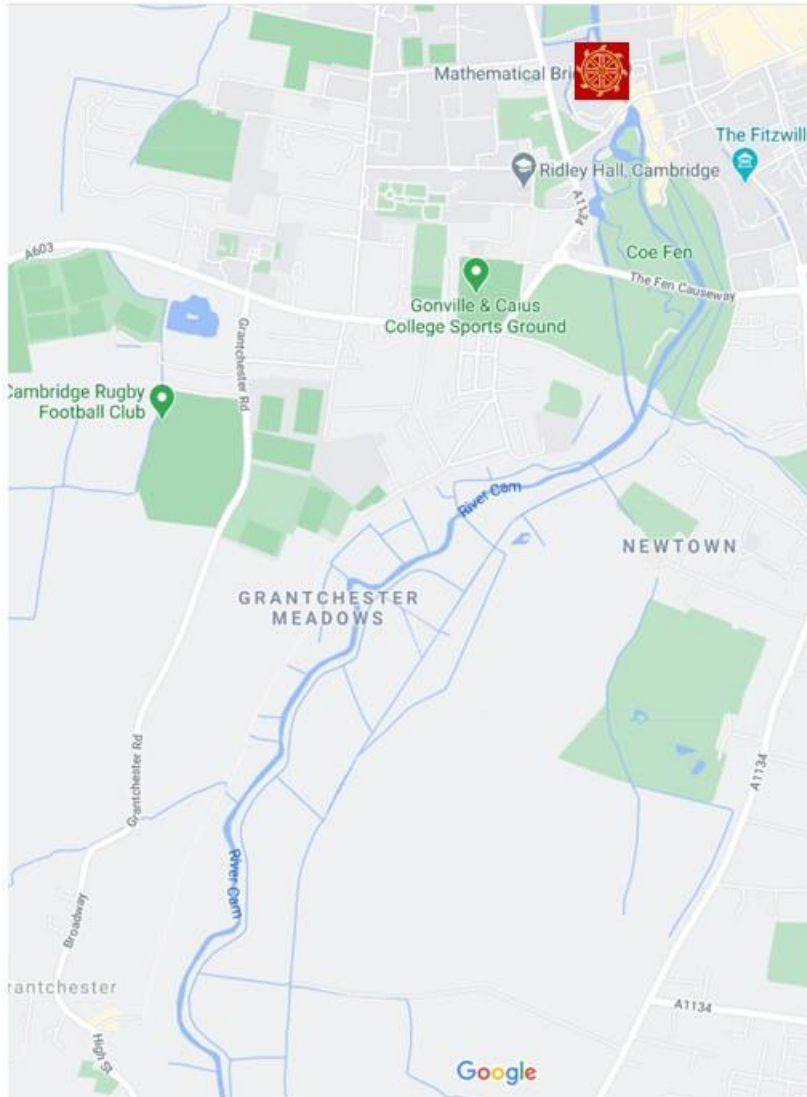 Mathematical Bri
The Fitzwill
Ridley Hall, Cambridge
A1134
A603
Coe Fen
The Fen Causeway
Gonville & Caius
College Sports Ground
Grantchester Rd
Cambridge Rugby
Football Club
River Cam
NEWTOWN
GRANTCHESTER
MEADOWS
Grantchester Rd
A1134
River Cam
Broadway
rantchester
A1134
High St
Google